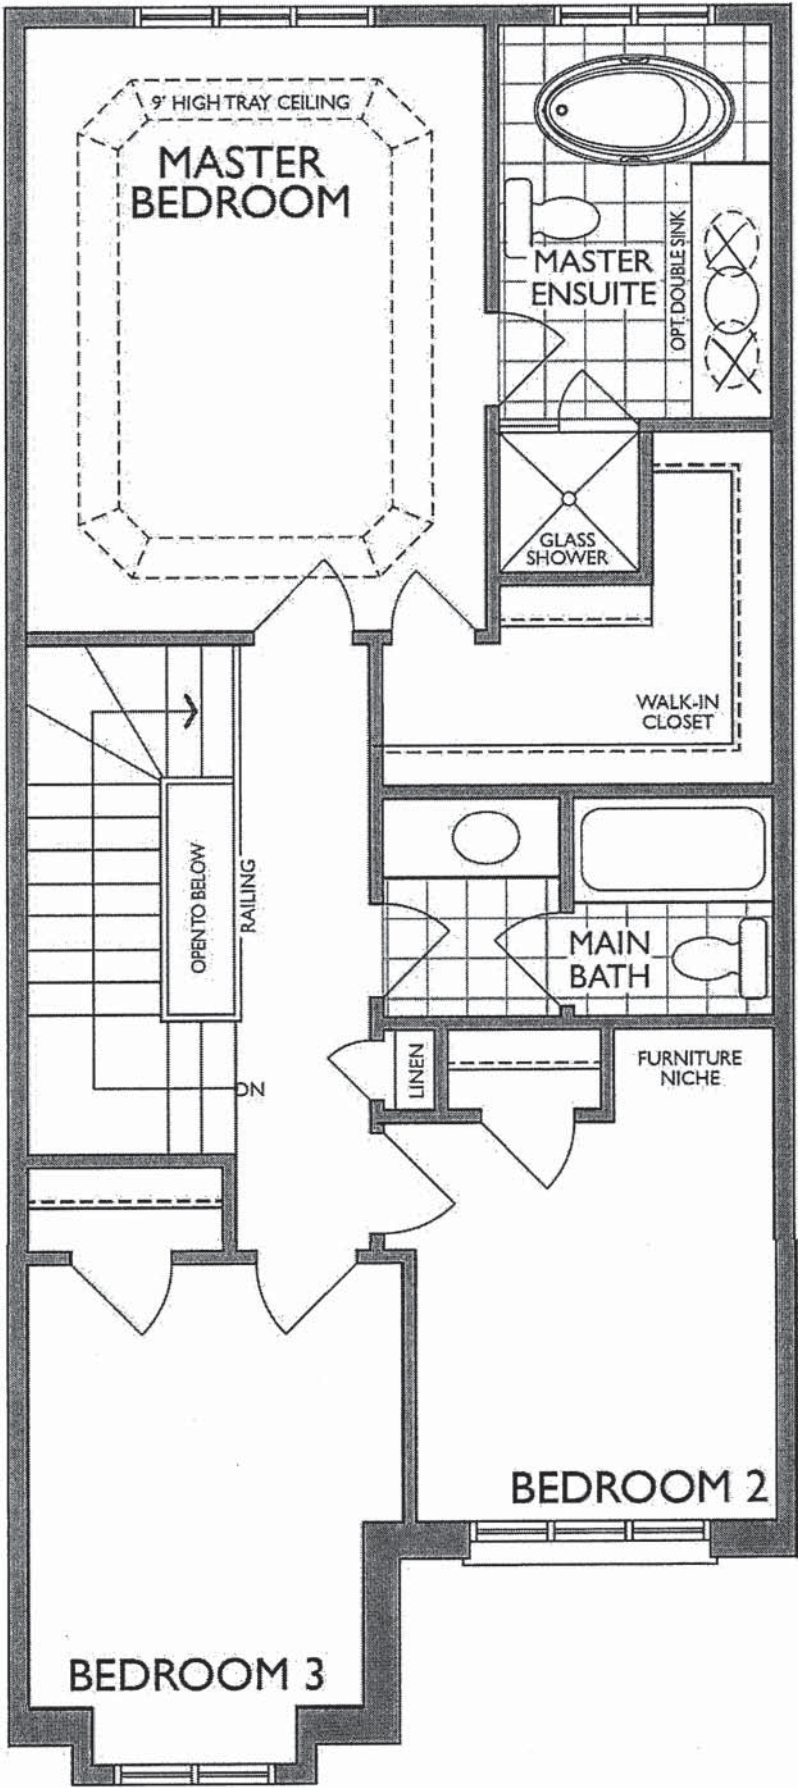 9' HIGH TRAY CEILING
MASTER
BEDROOM
MASTER
ENSUITE
OPT. DOUBLE SINK
GLASS
SHOWER
WALK-IN
CLOSET
OPEN TO BELOW
RAILING
MAIN
BATH
LINEN
FURNITURE
NICHE
DN
BEDROOM 2
BEDROOM 3